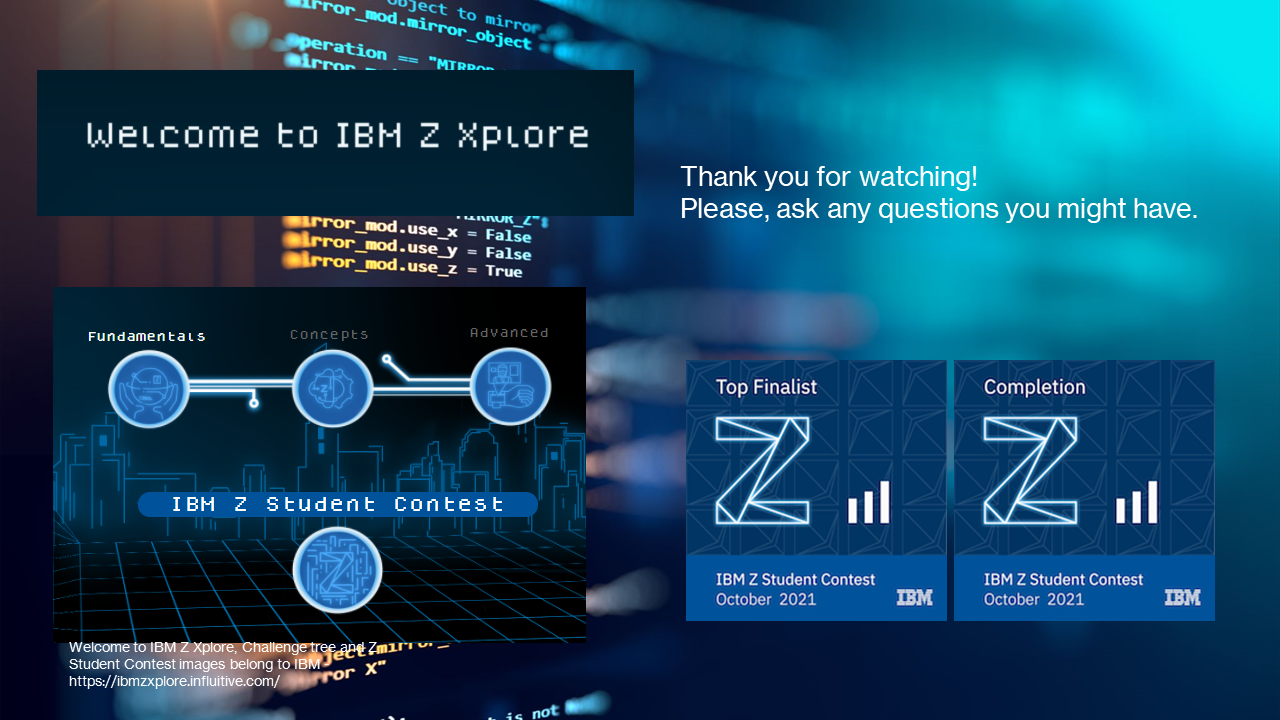 object to mirror_
mirror_mod.mirror_object
operation == "MIRROR
Welcome to IBM Z Xplore
"MIRROR_Z":
mirror_mod.use_x = False
mirror_mod.use_y = False
mirror_mod.use_z = True
Thank you for watching!
Please, ask any questions you might have.
Fundamentals
Concepts
Advanced
IBM Z Student Contest
Top Finalist
IBM Z Student Contest
October 2021
IBM
Completion
IBM Z Student Contest
October 2021
IBM
Welcome to IBM Z Xplore, Challenge tree and Z
Student Contest images belong to IBM
https://ibmzxplore.influitive.com/
object.mirror_
mirror X"
is not